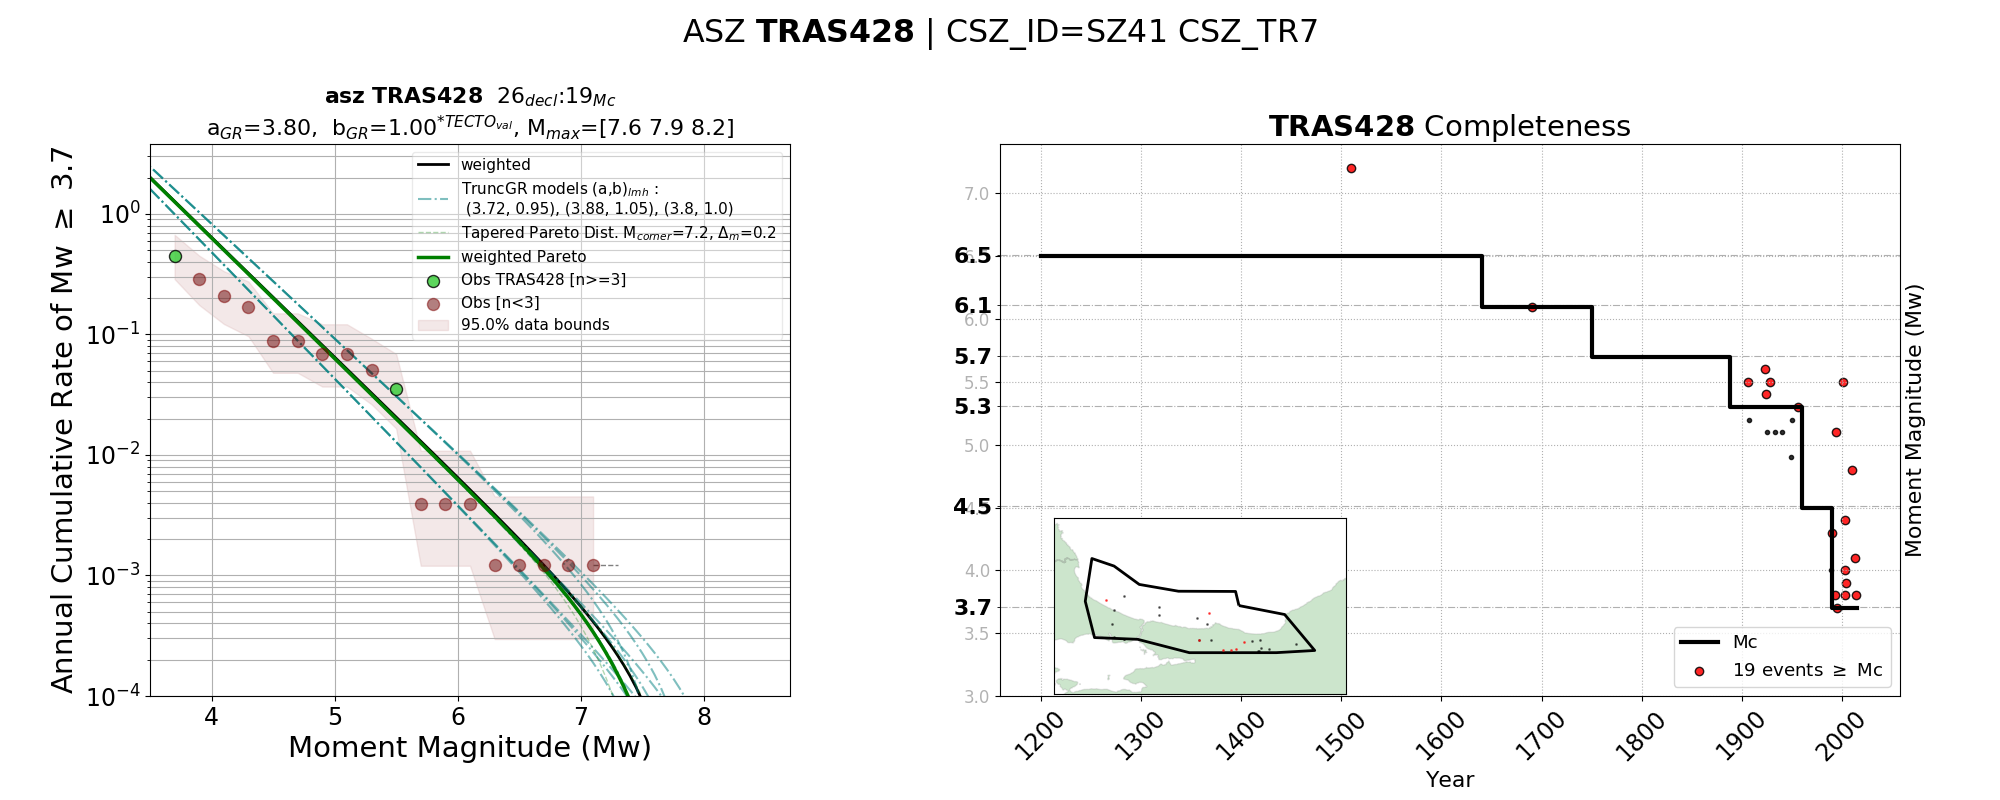 ASZ TRAS428 | CSZ_ID=SZ41 CSZ_TR7
asz TRAS428 26decl:19Mc
aGR=3.80, bGR=1.00*TECTOval, Mmax=[7.6 7.9 8.2]
Annual Cumulative Rate of Mw ≥ 3.7
10^0
10^−1
10^−2
10^−3
10^−4
weighted
TruncGR models (a,b)lmh :
(3.72, 0.95), (3.88, 1.05), (3.8, 1.0)
Tapered Pareto Dist. Mcorner=7.2, Δm=0.2
weighted Pareto
Obs TRAS428 [n>=3]
Obs [n<3]
95.0% data bounds
4 5 6 7 8
Moment Magnitude (Mw)
TRAS428 Completeness
7.0
6.5
6.1
6.0
5.7
5.5
5.3
5.0
4.5
4.0
3.7
3.5
3.0
Moment Magnitude (Mw)
Mc
19 events ≥ Mc
1200 1300 1400 1500 1600 1700 1800 1900 2000
Year